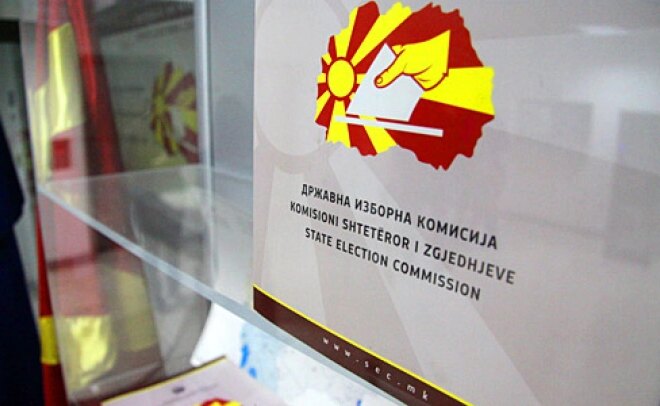 ДРЖАВНА ИЗБОРНА КОМИСИЈА
KOMISIONI SHTETËROR I ZGJEDHJEVE
STATE ELECTION COMMISSION
www.sec.mk